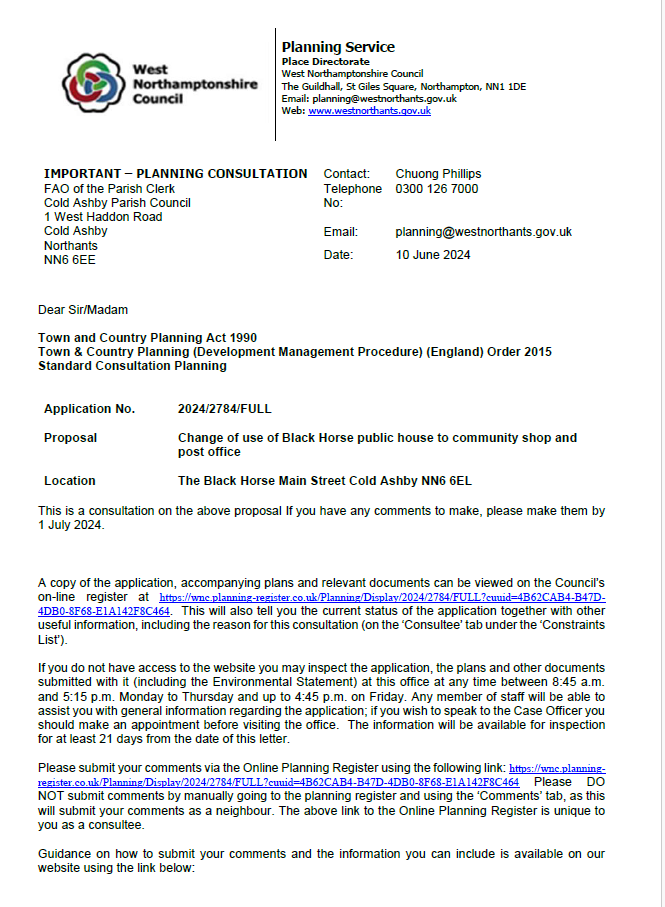 West
Northamptonshire
Council
Planning Service
Place Directorate
West Northamptonshire Council
The Guildhall, St Giles Square, Northampton, NN1 1DE
Email: planning@westnorthants.gov.uk
Web: www.westnorthants.gov.uk
IMPORTANT – PLANNING CONSULTATION
FAO of the Parish Clerk
Cold Ashby Parish Council
1 West Haddon Road
Cold Ashby
Northants
NN6 6EE
Contact: Chuong Phillips
Telephone 0300 126 7000
No:
Email: planning@westnorthants.gov.uk
Date: 10 June 2024
Dear Sir/Madam
Town and Country Planning Act 1990
Town & Country Planning (Development Management Procedure) (England) Order 2015
Standard Consultation Planning
Application No. 2024/2784/FULL
Proposal Change of use of Black Horse public house to community shop and
post office
Location The Black Horse Main Street Cold Ashby NN6 6EL
This is a consultation on the above proposal If you have any comments to make, please make them by
1 July 2024.
A copy of the application, accompanying plans and relevant documents can be viewed on the Council's
on-line register at https://wnc.planning-register.co.uk/Planning/Display/2024/2784/FULL?cuuid=4B62CAB4-B47D-
4DB0-8F68-E1A142F8C464. This will also tell you the current status of the application together with other
useful information, including the reason for this consultation (on the 'Consultee' tab under the 'Constraints
List').
If you do not have access to the website you may inspect the application, the plans and other documents
submitted with it (including the Environmental Statement) at this office at any time between 8:45 a.m.
and 5:15 p.m. Monday to Thursday and up to 4:45 p.m. on Friday. Any member of staff will be able to
assist you with general information regarding the application; if you wish to speak to the Case Officer you
should make an appointment before visiting the office. The information will be available for inspection
for at least 21 days from the date of this letter.
Please submit your comments via the Online Planning Register using the following link: https://wnc.planning-
register.co.uk/Planning/Display/2024/2784/FULL?cuuid=4B62CAB4-B47D-4DB0-8F68-E1A142F8C464 Please DO
NOT submit comments by manually going to the planning register and using the 'Comments' tab, as this
will submit your comments as a neighbour. The above link to the Online Planning Register is unique to
you as a consultee.
Guidance on how to submit your comments and the information you can include is available on our
website using the link below: